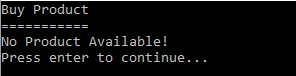 Buy Product
===========
No Product Available!
Press enter to continue...